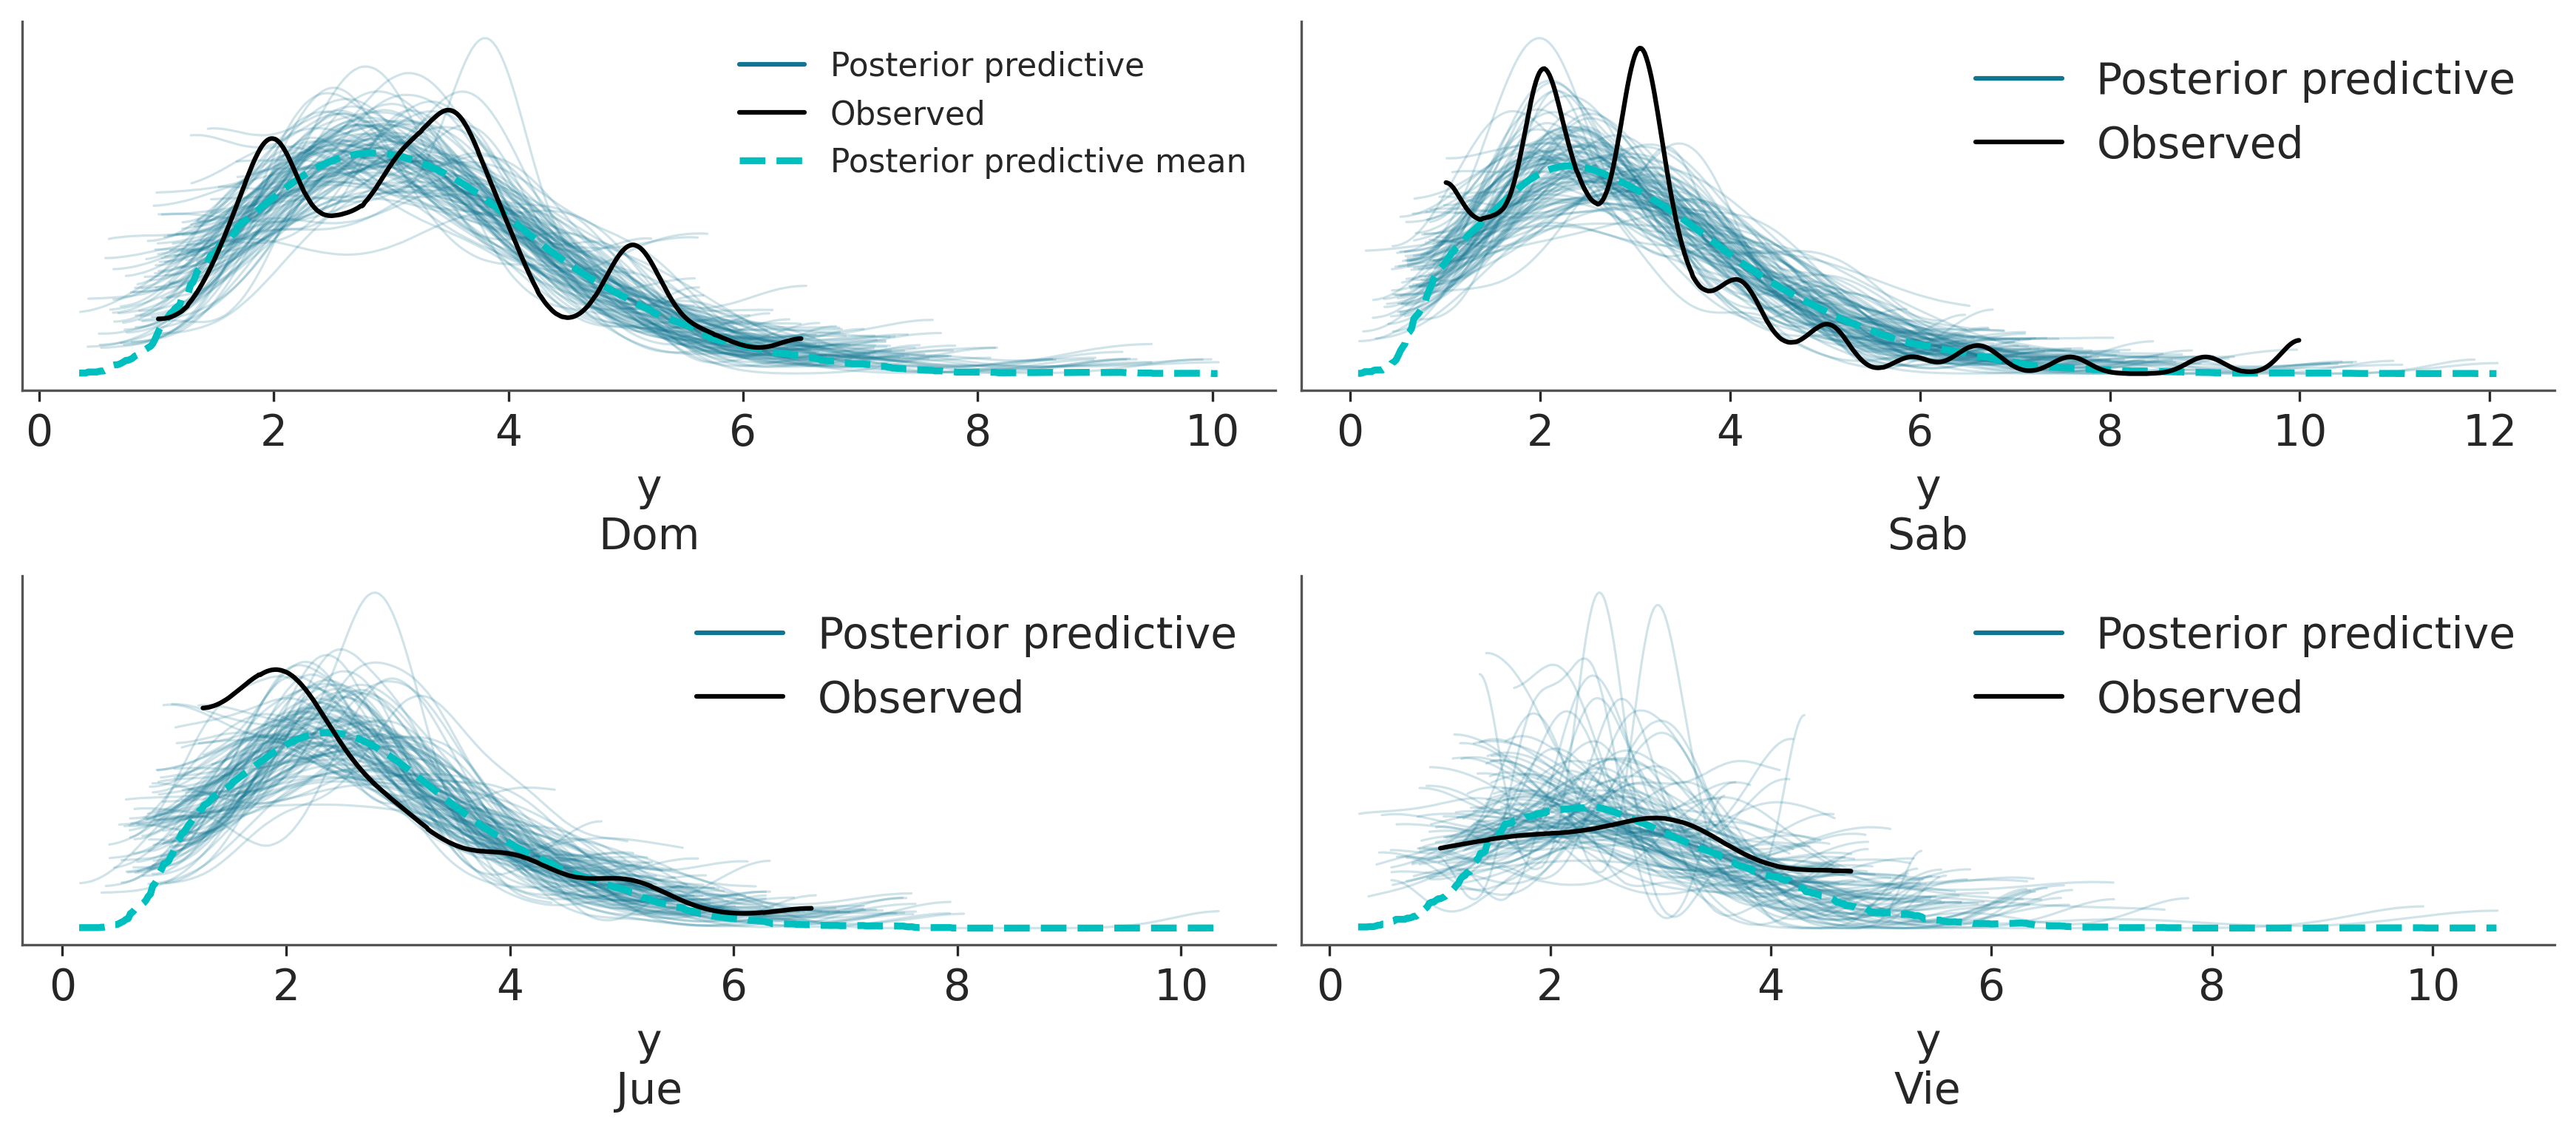 Posterior predictive
Observed
Posterior predictive mean
0 2 4 6 8 10
y
Dom
Posterior predictive
Observed
0 2 4 6 8 10 12
y
Sab
Posterior predictive
Observed
0 2 4 6 8 10
y
Jue
Posterior predictive
Observed
0 2 4 6 8 10
y
Vie